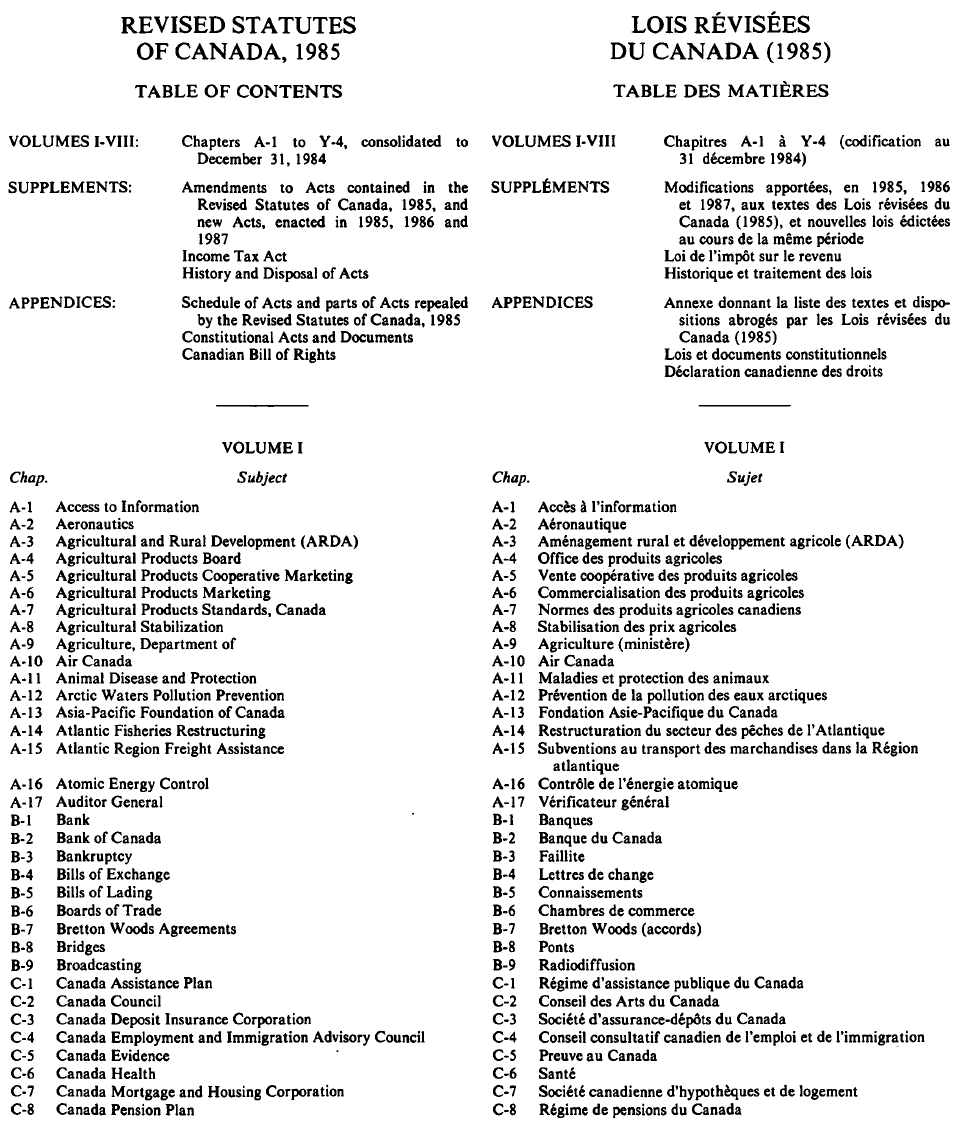 REVISED STATUTES
OF CANADA, 1985
TABLE OF CONTENTS
VOLUMES I-VIII: Chapters A-1 to Y-4, consolidated to
December 31, 1984
SUPPLEMENTS: Amendments to Acts contained in the
Revised Statutes of Canada, 1985, and
new Acts, enacted in 1985, 1986 and
1987
Income Tax Act
History and Disposal of Acts
APPENDICES: Schedule of Acts and parts of Acts repealed
by the Revised Statutes of Canada, 1985
Constitutional Acts and Documents
Canadian Bill of Rights
VOLUME I
Chap. Subject
A-1 Access to Information
A-2 Aeronautics
A-3 Agricultural and Rural Development (ARDA)
A-4 Agricultural Products Board
A-5 Agricultural Products Cooperative Marketing
A-6 Agricultural Products Marketing
A-7 Agricultural Products Standards, Canada
A-8 Agricultural Stabilization
A-9 Agriculture, Department of
A-10 Air Canada
A-11 Animal Disease and Protection
A-12 Arctic Waters Pollution Prevention
A-13 Asia-Pacific Foundation of Canada
A-14 Atlantic Fisheries Restructuring
A-15 Atlantic Region Freight Assistance
A-16 Atomic Energy Control
A-17 Auditor General
B-1 Bank
B-2 Bank of Canada
B-3 Bankruptcy
B-4 Bills of Exchange
B-5 Bills of Lading
B-6 Boards of Trade
B-7 Bretton Woods Agreements
B-8 Bridges
B-9 Broadcasting
C-1 Canada Assistance Plan
C-2 Canada Council
C-3 Canada Deposit Insurance Corporation
C-4 Canada Employment and Immigration Advisory Council
C-5 Canada Evidence
C-6 Canada Health
C-7 Canada Mortgage and Housing Corporation
C-8 Canada Pension Plan
LOIS RÉVISÉES
DU CANADA (1985)
TABLE DES MATIÈRES
VOLUMES I-VIII Chapitres A-1 à Y-4 (codification au
31 décembre 1984)
SUPPLÉMENTS Modifications apportées, en 1985, 1986
et 1987, aux textes des Lois révisées du
Canada (1985), et nouvelles lois édictées
au cours de la même période
Loi de l'impôt sur le revenu
Historique et traitement des lois
APPENDICES Annexe donnant la liste des textes et dispo-
sitions abrogés par les Lois révisées du
Canada (1985)
Lois et documents constitutionnels
Déclaration canadienne des droits
VOLUME I
Chap. Sujet
A-1 Accès à l'information
A-2 Aéronautique
A-3 Aménagement rural et développement agricole (ARDA)
A-4 Office des produits agricoles
A-5 Vente coopérative des produits agricoles
A-6 Commercialisation des produits agricoles
A-7 Normes des produits agricoles canadiens
A-8 Stabilisation des prix agricoles
A-9 Agriculture (ministère)
A-10 Air Canada
A-11 Maladies et protection des animaux
A-12 Prévention de la pollution des eaux arctiques
A-13 Fondation Asie-Pacifique du Canada
A-14 Restructuration du secteur des pêches de l'Atlantique
A-15 Subventions au transport des marchandises dans la Région
atlantique
A-16 Contrôle de l'énergie atomique
A-17 Vérificateur général
B-1 Banques
B-2 Banque du Canada
B-3 Faillite
B-4 Lettres de change
B-5 Connaissements
B-6 Chambres de commerce
B-7 Bretton Woods (accords)
B-8 Ponts
B-9 Radiodiffusion
C-1 Régime d'assistance publique du Canada
C-2 Conseil des Arts du Canada
C-3 Société d'assurance-dépôts du Canada
C-4 Conseil consultatif canadien de l'emploi et de l'immigration
C-5 Preuve au Canada
C-6 Santé
C-7 Société canadienne d'hypothèques et de logement
C-8 Régime de pensions du Canada